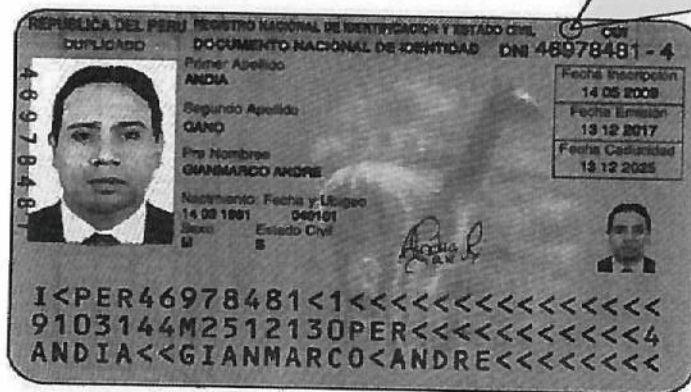 REPUBLICA DEL PERU REGISTRO NACIONAL DE IDENTIFICACION Y ESTADO CIVIL CUI
DUPLICADO DOCUMENTO NACIONAL DE IDENTIDAD DNI 46978481 - 4
Primer Apellido
ANDIA
Segundo Apellido
CANO
Pre Nombres
GIANMARCO ANDRE
Nacimiento: Fecha y Ubigeo
14 03 1991 040101
Sexo Estado Civil
M S
Fecha Inscripción
14 05 2009
Fecha Emisión
13 12 2017
Fecha Caducidad
13 12 2025
46978481
I<PER46978481<1<<<<<<<<<<<<<<<
9103144M2512130PER<<<<<<<<<<<4
ANDIA<<GIANMARCO<ANDRE<<<<<<<<